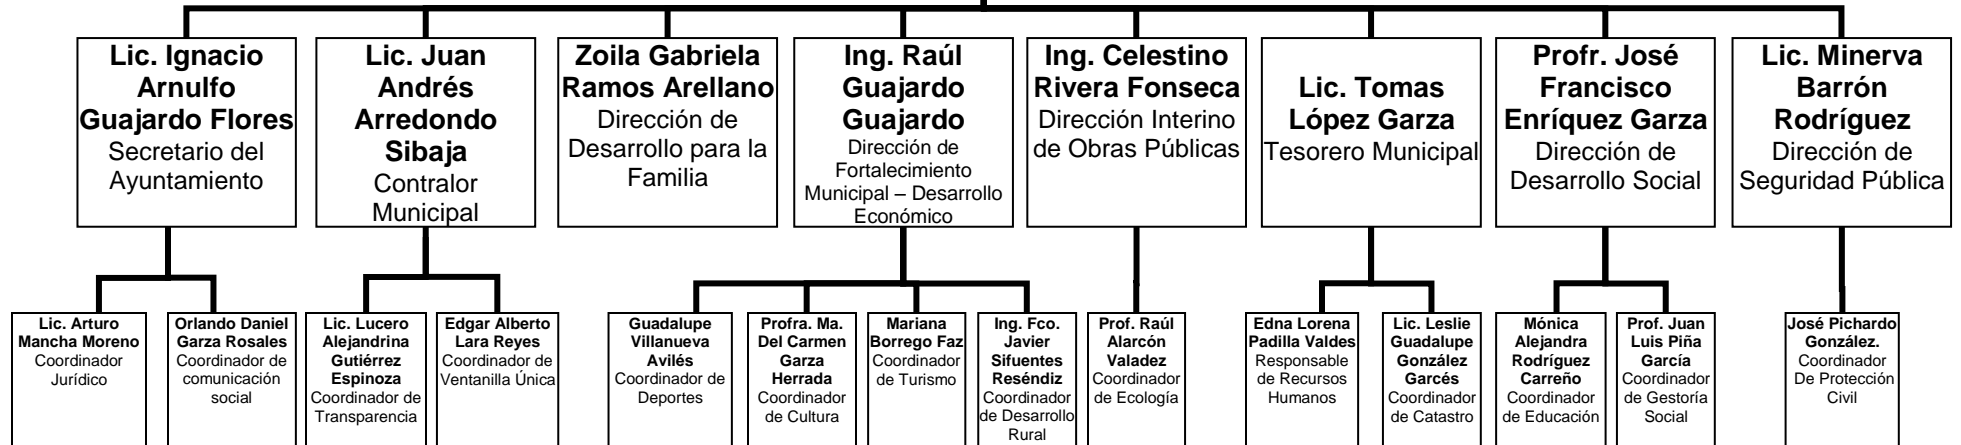 Lic. Ignacio
Arnulfo
Guajardo Flores
Secretario del
Ayuntamiento
Lic. Juan
Andrés
Arredondo
Sibaja
Contralor
Municipal
Zoila Gabriela
Ramos Arellano
Dirección de
Desarrollo para la
Familia
Ing. Raúl
Guajardo
Guajardo
Dirección de
Fortalecimiento
Municipal – Desarrollo
Económico
Ing. Celestino
Rivera Fonseca
Dirección Interino
de Obras Públicas
Lic. Tomas
López Garza
Tesorero Municipal
Profr. José
Francisco
Enríquez Garza
Dirección de
Desarrollo Social
Lic. Minerva
Barrón
Rodríguez
Dirección de
Seguridad Pública
Lic. Arturo
Mancha Moreno
Coordinador
Jurídico
Orlando Daniel
Garza Rosales
Coordinador de
comunicación
social
Lic. Lucero
Alejandrina
Gutiérrez
Espinoza
Coordinador de
Transparencia
Edgar Alberto
Lara Reyes
Coordinador de
Ventanilla Única
Guadalupe
Villanueva
Avilés
Coordinador de
Deportes
Profra. Ma.
Del Carmen
Garza
Herrada
Coordinador
de Cultura
Mariana
Borrego Faz
Coordinador
de Turismo
Ing. Fco.
Javier
Sifuentes
Reséndiz
Coordinador
de Desarrollo
Rural
Prof. Raúl
Alarcón
Valadez
Coordinador
de Ecología
Edna Lorena
Padilla Valdes
Responsable
de Recursos
Humanos
Lic. Leslie
Guadalupe
González
Garcés
Coordinador
de Catastro
Mónica
Alejandra
Rodríguez
Carreño
Coordinador
de Educación
Prof. Juan
Luis Piña
García
Coordinador
de Gestoría
Social
José Pichardo
González.
Coordinador
De Protección
Civil